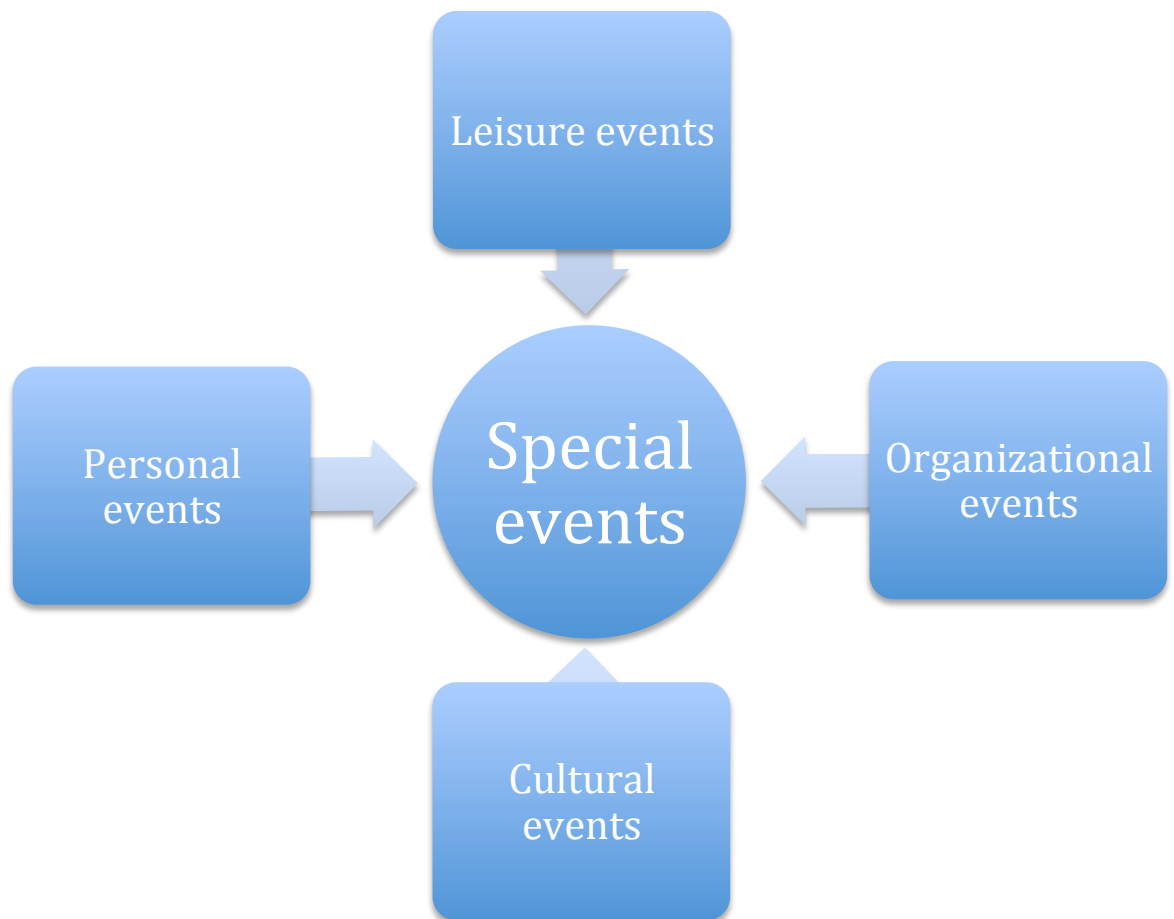 Leisure events
Special
events
Personal
events
Organizational
events
Cultural
events